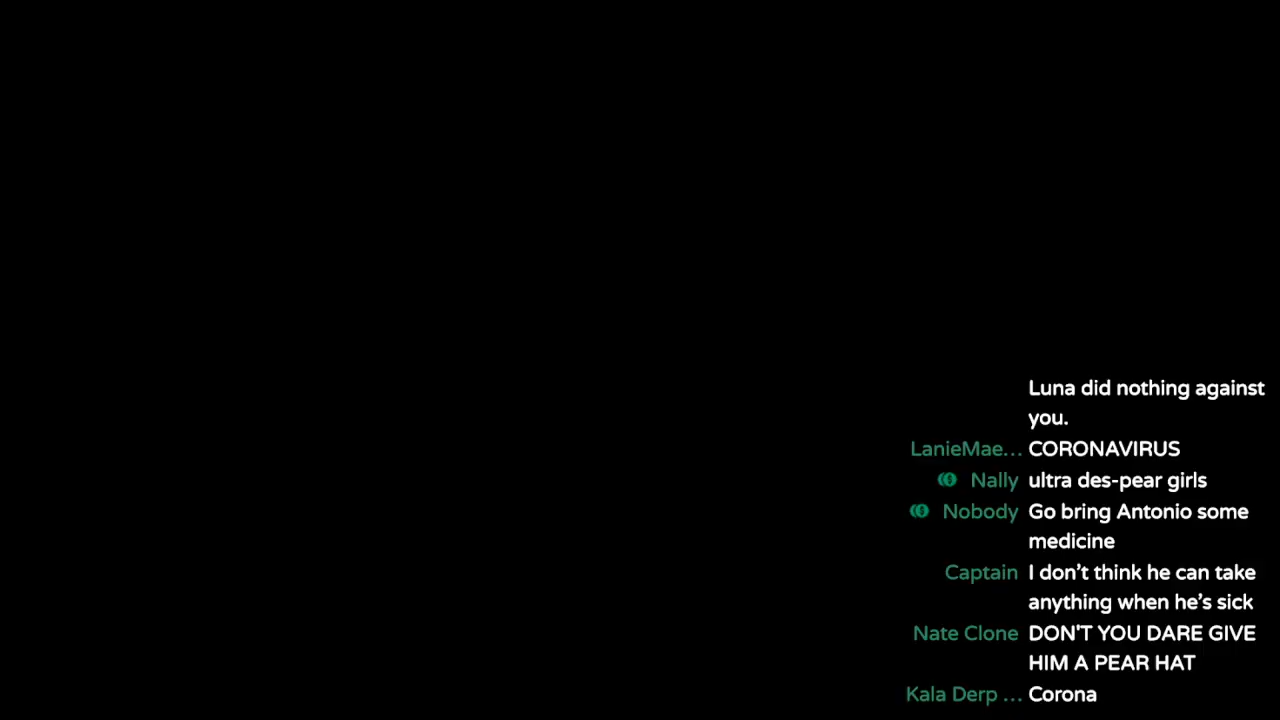 Luna did nothing against
you.
LanieMae... CORONAVIRUS
Nally ultra des-pear girls
Nobody Go bring Antonio some
medicine
Captain I don't think he can take
anything when he's sick
Nate Clone DON'T YOU DARE GIVE
HIM A PEAR HAT
Kala Derp ... Corona